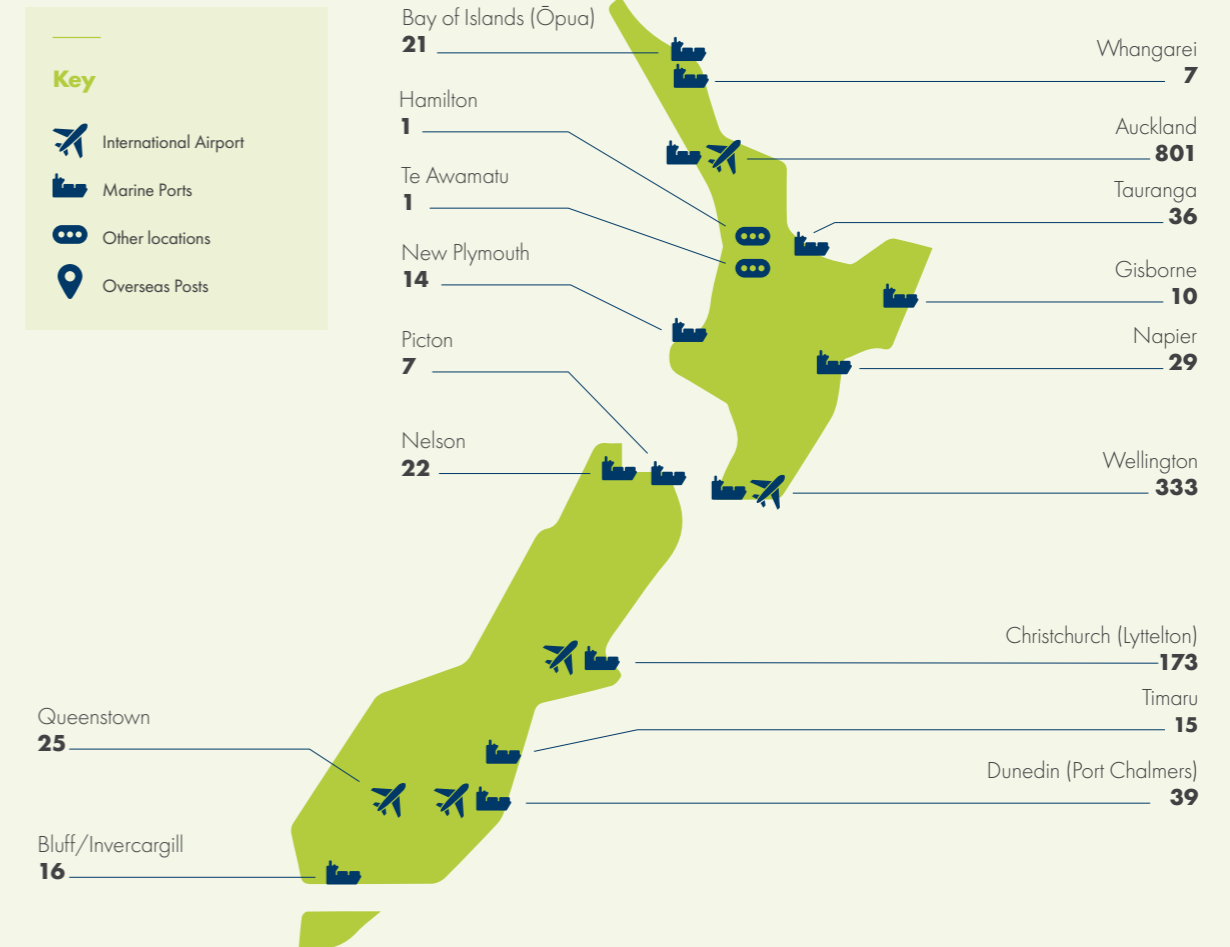 Key
International Airport
Marine Ports
Other locations
Overseas Posts
Bay of Islands (Ōpua)
21
Hamilton
1
Te Awamatu
1
New Plymouth
14
Picton
7
Nelson
22
Queenstown
25
Bluff/Invercargill
16
Whangarei
7
Auckland
801
Tauranga
36
Gisborne
10
Napier
29
Wellington
333
Christchurch (Lyttelton)
173
Timaru
15
Dunedin (Port Chalmers)
39